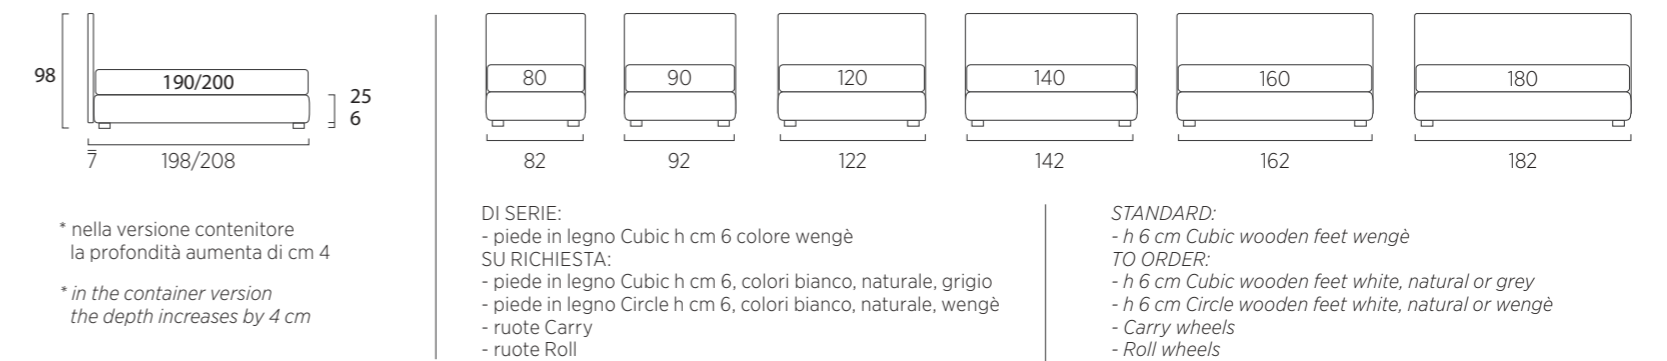 98
190/200
25
6
7
198/208
* nella versione contenitore
la profondità aumenta di cm 4
* in the container version
the depth increases by 4 cm
80 90 120 140 160 180
82 92 122 142 162 182
DI SERIE:
- piede in legno Cubic h cm 6 colore wengè
SU RICHIESTA:
- piede in legno Cubic h cm 6, colori bianco, naturale, grigio
- piede in legno Circle h cm 6, colori bianco, naturale, wengè
- ruote Carry
- ruote Roll
STANDARD:
- h 6 cm Cubic wooden feet wengè
TO ORDER:
- h 6 cm Cubic wooden feet white, natural or grey
- h 6 cm Circle wooden feet white, natural or wengè
- Carry wheels
- Roll wheels